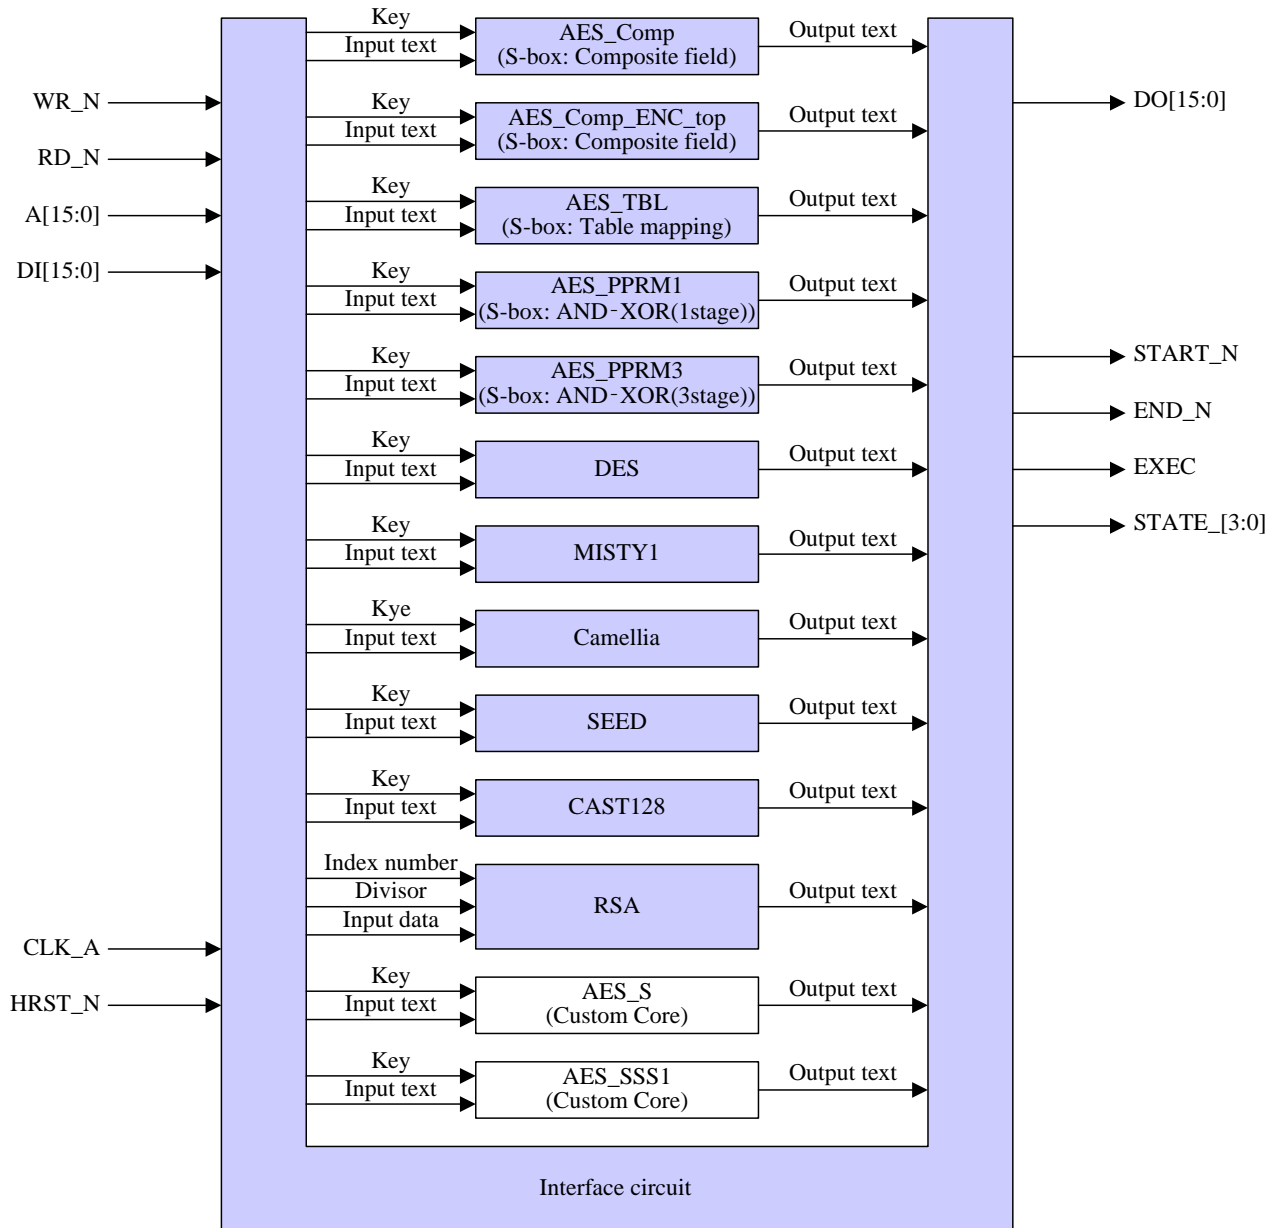 Key
Input text
AES_Comp
(S-box: Composite field)
Output text
WR_N
DO[15:0]
Key
Input text
AES_Comp_ENC_top
(S-box: Composite field)
Output text
RD_N
Key
Input text
AES_TBL
(S-box: Table mapping)
Output text
A[15:0]
DI[15:0]
Key
Input text
AES_PPRM1
(S-box: AND-XOR(1stage))
Output text
START_N
Key
Input text
AES_PPRM3
(S-box: AND-XOR(3stage))
Output text
END_N
Key
Input text
DES
Output text
EXEC
STATE_[3:0]
Key
Input text
MISTY1
Output text
Kye
Input text
Camellia
Output text
Key
Input text
SEED
Output text
Key
Input text
CAST128
Output text
Index number
Divisor
Input data
RSA
Output text
CLK_A
HRST_N
Key
Input text
AES_S
(Custom Core)
Output text
Key
Input text
AES_SSS1
(Custom Core)
Output text
Interface circuit